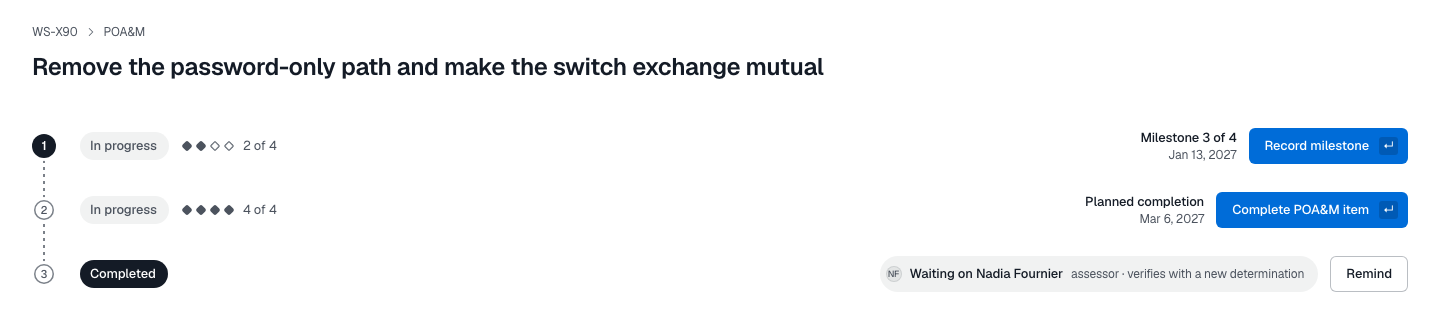 WS-X90 > POA&M
Remove the password-only path and make the switch exchange mutual
1 In progress 2 of 4 Milestone 3 of 4 Record milestone ↵
Jan 13, 2027
2 In progress 4 of 4 Planned completion Complete POA&M item ↵
Mar 6, 2027
3 Completed NF Waiting on Nadia Fournier assessor · verifies with a new determination Remind